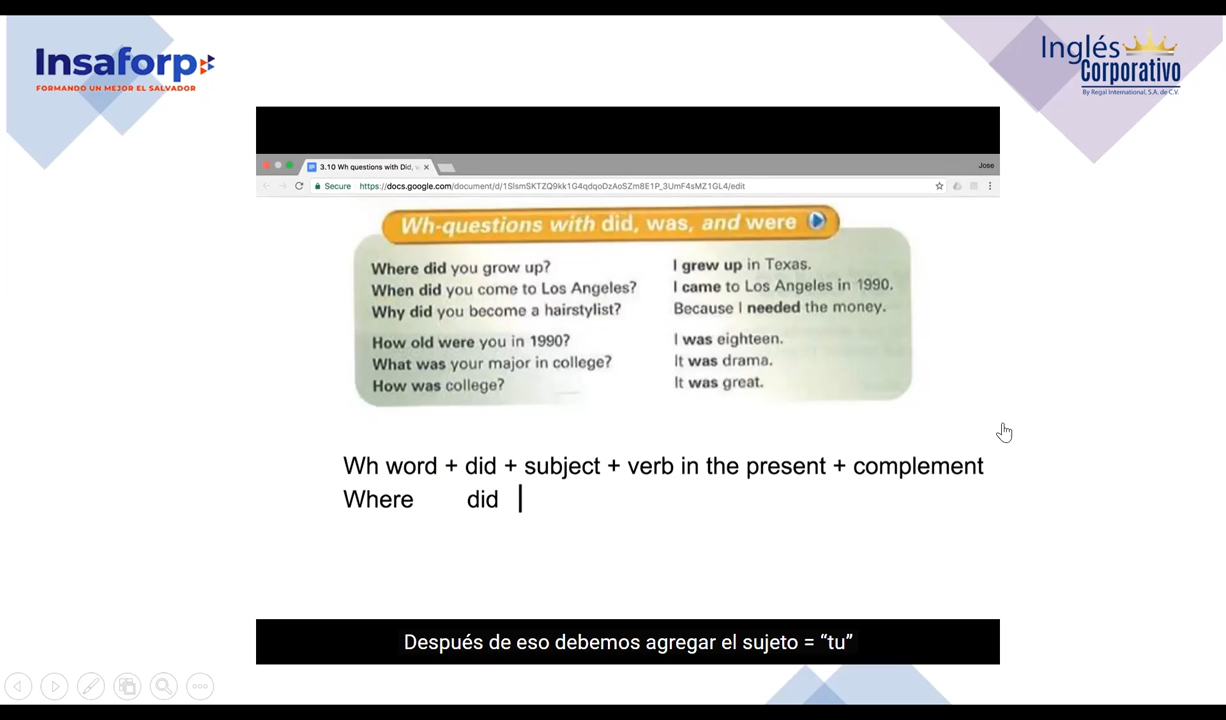 Insaforp
FORMANDO UN MEJOR EL SALVADOR
Inglés
Corporativo
By Regal International, S.A. de C.V.
3.10 Wh questions with Did, w
Jose
Secure https://docs.google.com/document/d/1SlsmSKTZQ9kk1G4qdqoDzAoSZm8E1P_3UmF4sMZ1GL4/edit
Wh-questions with did, was, and were
Where did you grow up? I grew up in Texas.
When did you come to Los Angeles? I came to Los Angeles in 1990.
Why did you become a hairstylist? Because I needed the money.
How old were you in 1990? I was eighteen.
What was your major in college? It was drama.
How was college? It was great.
Wh word + did + subject + verb in the present + complement
Where did
Después de eso debemos agregar el sujeto = “tu”